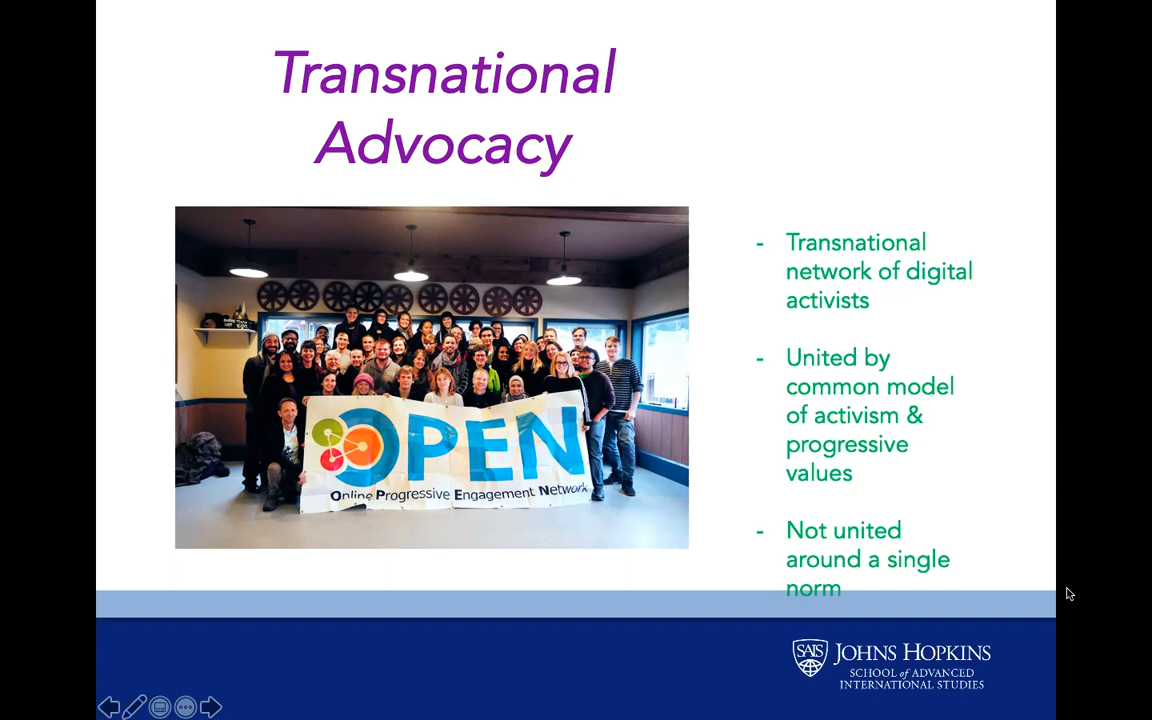 Transnational
Advocacy
OPEN
Online Progressive Engagement Network
- Transnational
network of digital
activists
- United by
common model
of activism &
progressive
values
- Not united
around a single
norm
SAIS
JOHNS HOPKINS
SCHOOL of ADVANCED
INTERNATIONAL STUDIES